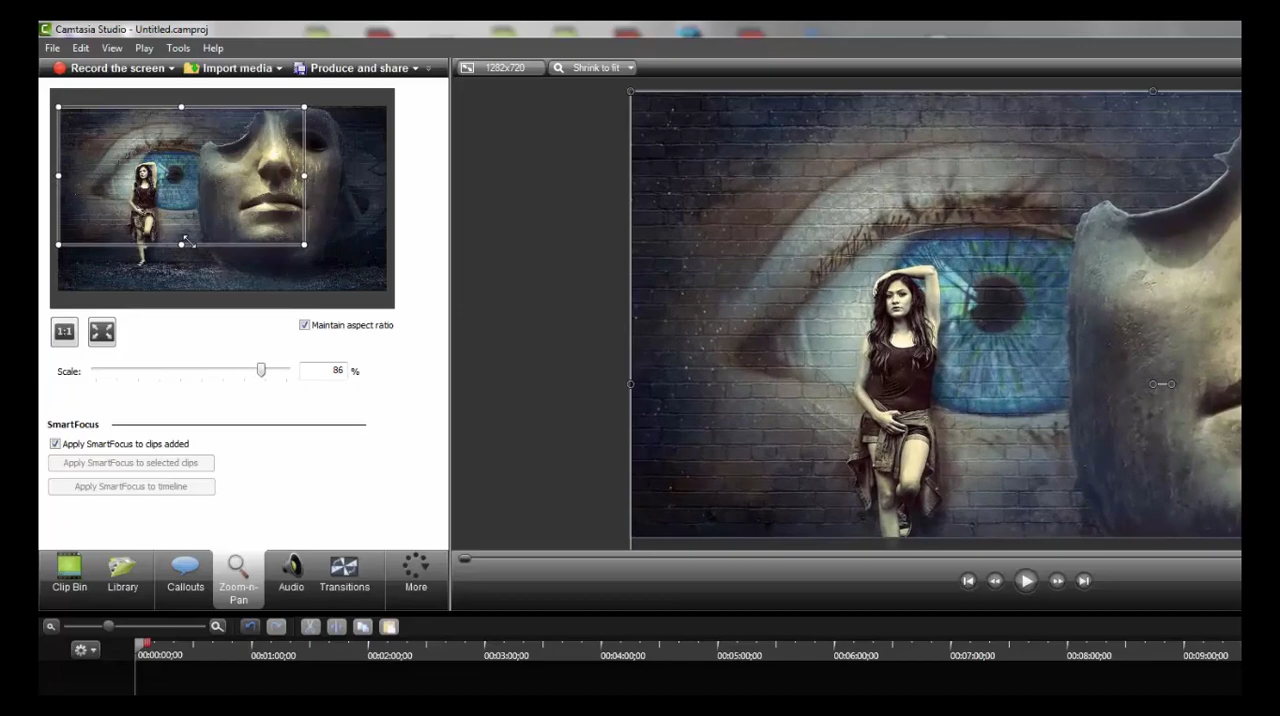 Camtasia Studio - Untitled.camproj
File Edit View Play Tools Help
Record the screen Import media Produce and share 1282x720 Shrink to fit
1:1 Maintain aspect ratio
Scale: 86 %
SmartFocus
Apply SmartFocus to clips added
Apply SmartFocus to selected clips
Apply SmartFocus to timeline
Clip Bin Library Callouts Zoom-n-Pan Audio Transitions More
00:00:00;00 00:01:00;00 00:02:00;00 00:03:00;00 00:04:00;00 00:05:00;00 00:06:00;00 00:07:00;00 00:08:00;00 00:09:00;00